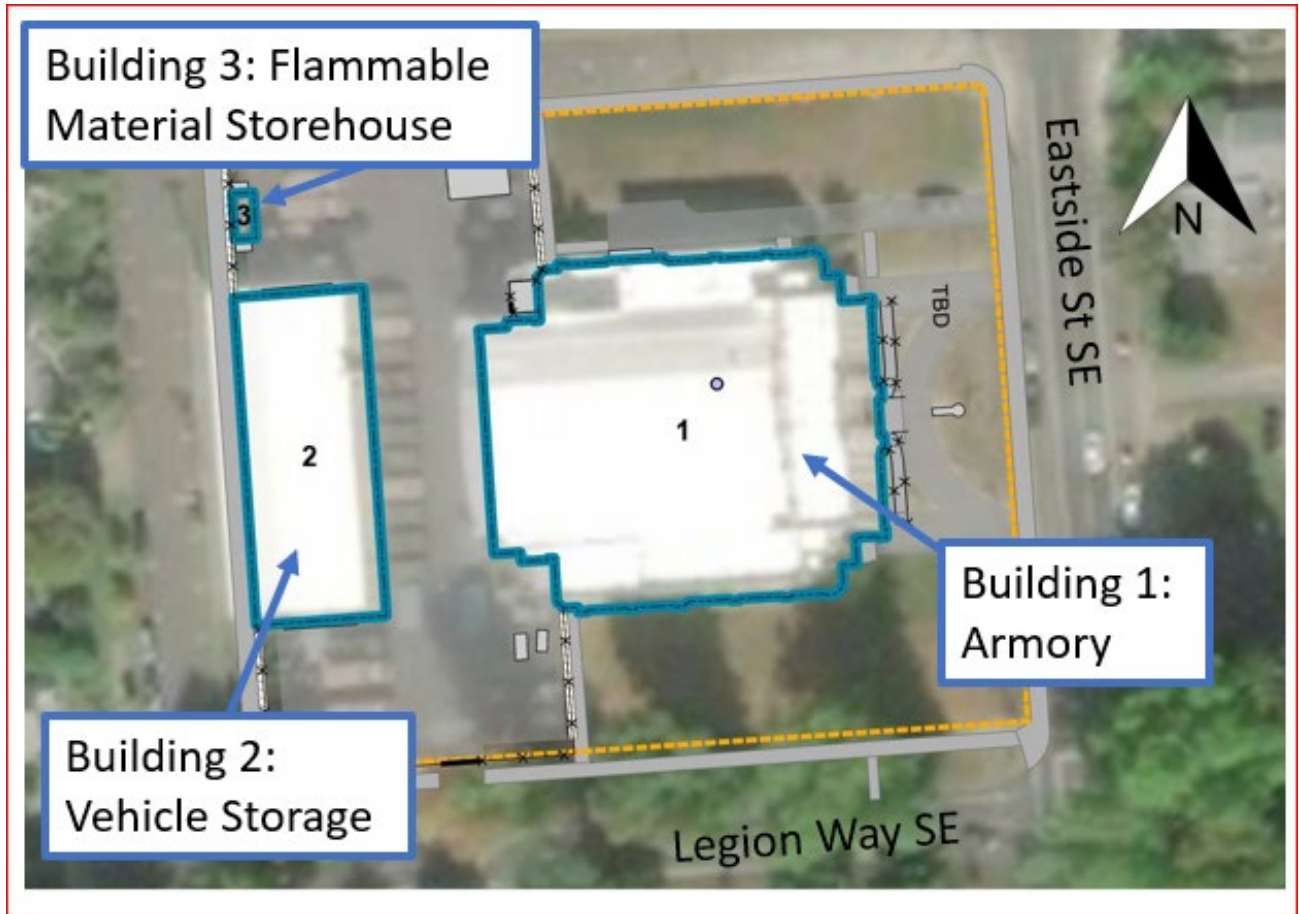 Building 3: Flammable
Material Storehouse
3
Eastside St SE
N
TBD
1
2
Building 1:
Armory
Building 2:
Vehicle Storage
Legion Way SE